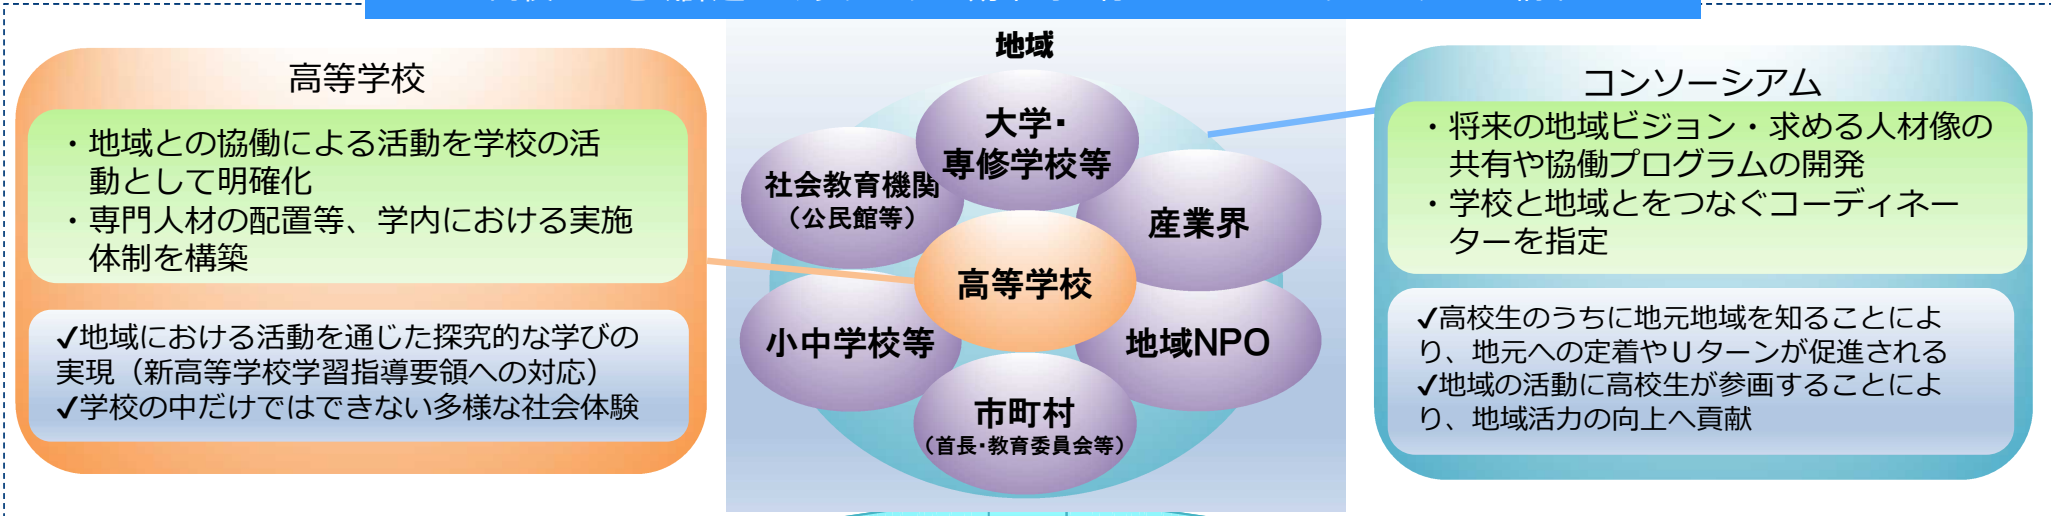 高等学校
・地域との協働による活動を学校の活
動として明確化
・専門人材の配置等、学内における実施
体制を構築
✓地域における活動を通じた探究的な学びの
実現（新高等学校学習指導要領への対応）
✓学校の中だけではできない多様な社会体験
地域
大学・
専修学校等
社会教育機関
（公民館等）
産業界
高等学校
小中学校等
地域NPO
市町村
（首長・教育委員会等）
コンソーシアム
・将来の地域ビジョン・求める人材像の
共有や協働プログラムの開発
・学校と地域とをつなぐコーディネー
ターを指定
✓高校生のうちに地元地域を知ることによ
り、地元への定着やＵターンが促進される
✓地域の活動に高校生が参画することによ
り、地域活力の向上へ貢献